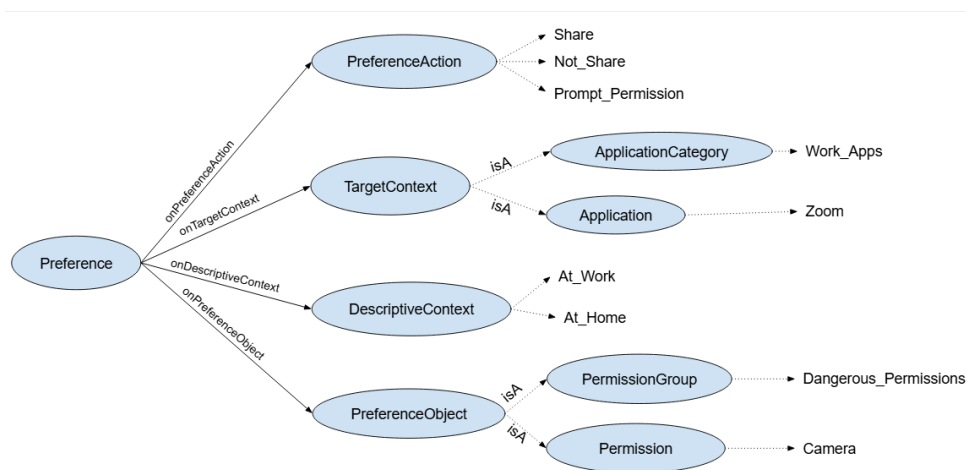 Share
PreferenceAction
Not_Share
Prompt_Permission
onPreferenceAction
isA
ApplicationCategory
Work_Apps
TargetContext
onTargetContext
isA
Application
Zoom
Preference
onDescriptiveContext
At_Work
DescriptiveContext
At_Home
onPreferenceObject
PermissionGroup
Dangerous_Permissions
isA
PreferenceObject
isA
Permission
Camera